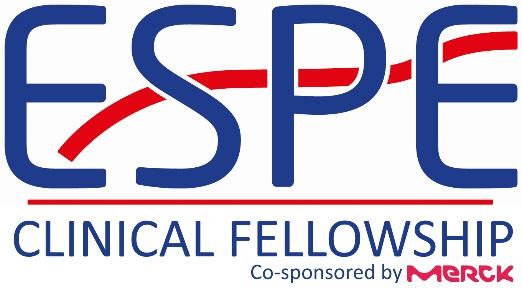 ESPE
CLINICAL FELLOWSHIP
Co-sponsored by MERCK